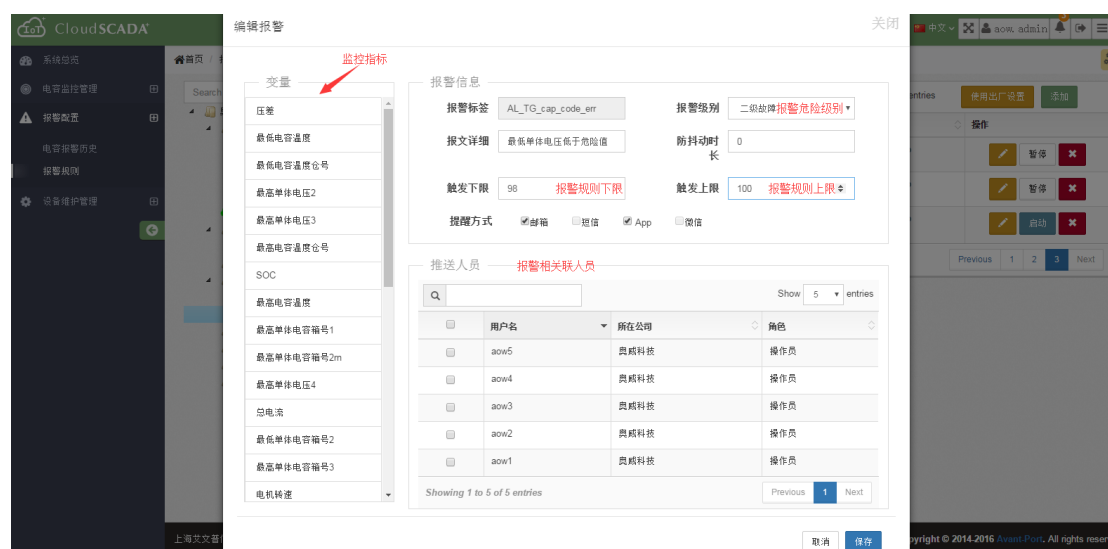 CloudSCADA
编辑报警
关闭
中文
aow. admin
系统总览
首页 /
监控指标
电容监控管理
变量
报警信息
Search
entries
使用出厂设置
添加
报警配置
压差
报警标签
AL_TG_cap_code_err
报警级别
二级故障
报警危险级别
操作
电容报警历史
最低电容温度
报文详细
最低单体电压低于危险值
防抖动时长
0
暂停
报警规则
最低电容温度仓号
设备维护管理
最高单体电压2
触发下限
98
报警规则下限
触发上限
100
报警规则上限
暂停
最高单体电压3
提醒方式
邮箱
短信
App
微信
启动
最高电容温度仓号
推送人员
报警相关联人员
Previous 1 2 3 Next
SOC
Show 5 entries
最高电容温度
用户名
所在公司
角色
最高单体电容箱号1
aow5
奥威科技
操作员
最高单体电容箱号2m
aow4
奥威科技
操作员
最高单体电压4
aow3
奥威科技
操作员
总电流
aow2
奥威科技
操作员
最低单体电容箱号2
aow1
奥威科技
操作员
最高单体电容箱号3
电机转速
Showing 1 to 5 of 5 entries
Previous 1 Next
上海艾文普
取消
保存
pyright © 2014-2016 Avant-Port. All rights reser